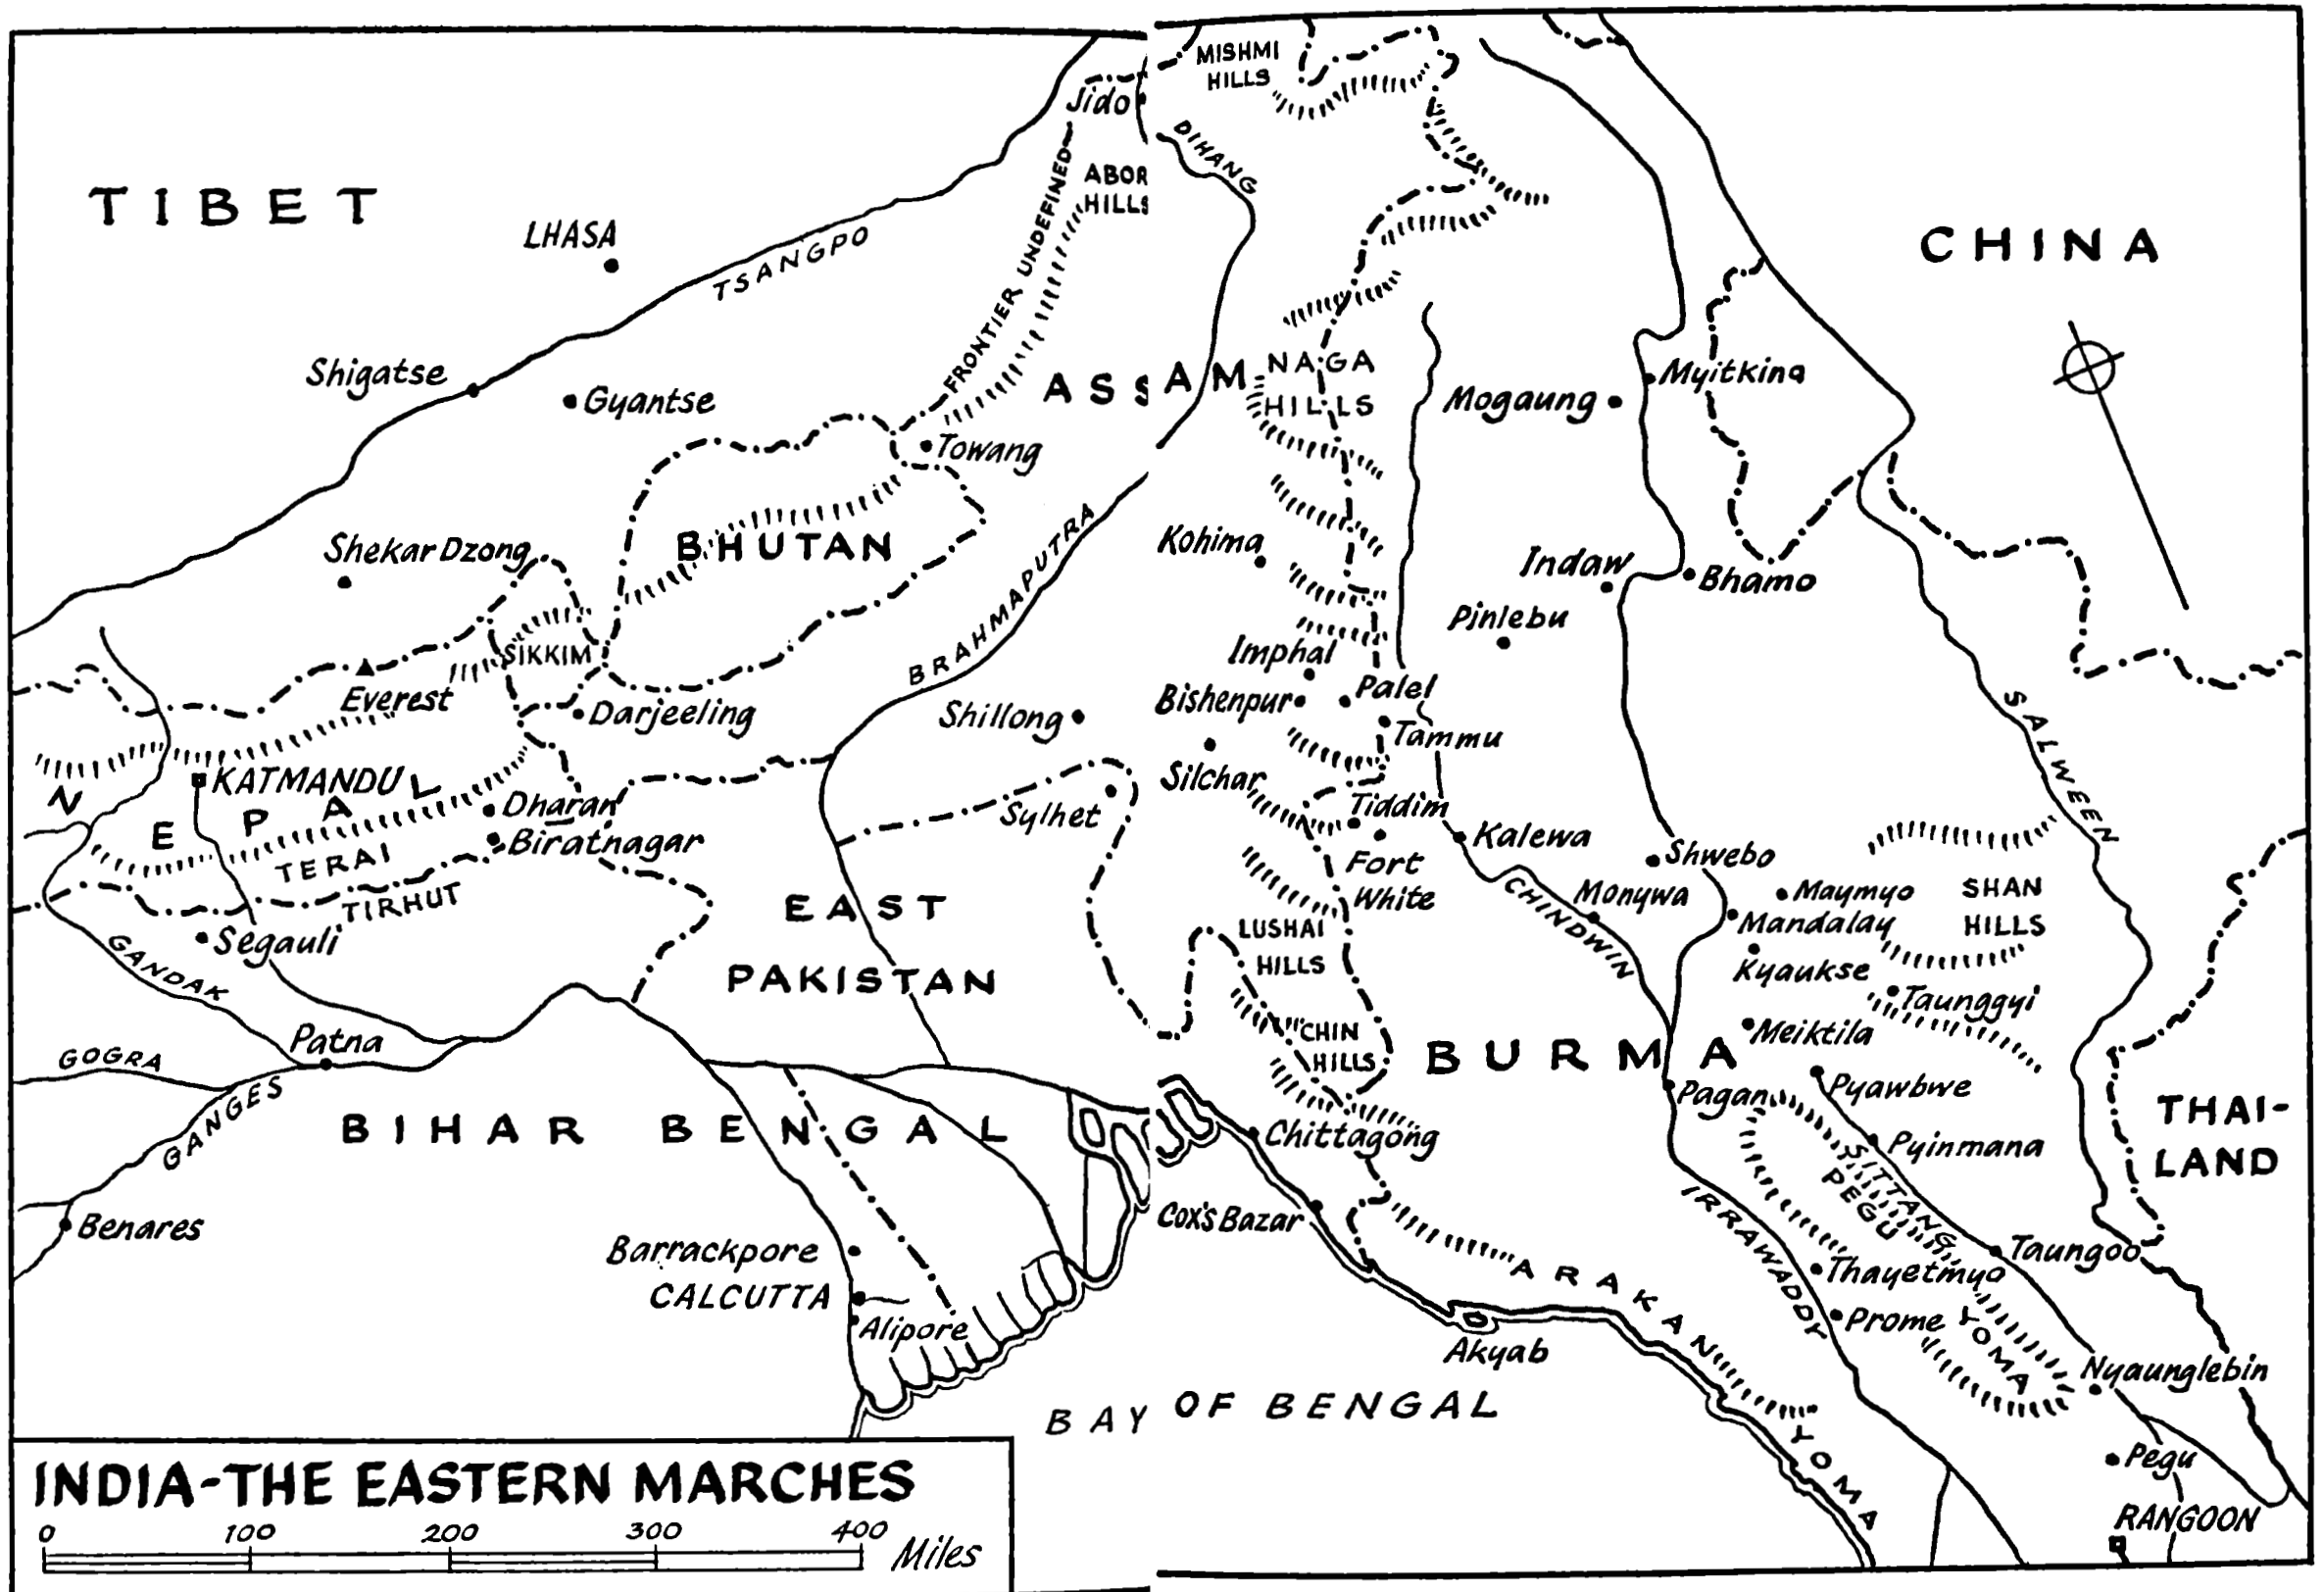 MISHMI
HILLS
Jido
DIHANG
ABOR
HILLS
TIBET
LHASA
TSANGPO
FRONTIER UNDEFINED
CHINA
Shigatse
Gyantse
ASSAM
NAGA
HILLS
Mogaung
Myitkina
Towang
Shekar Dzong
BHUTAN
BRAHMAPUTRA
Kohima
Indaw
Bhamo
Pinlebu
SIKKIM
Everest
Darjeeling
Shillong
Imphal
Bishenpur
Palel
Tammu
SALWEEN
KATMANDU
NEPAL
Dharan
Biratnagar
TERAI
TIRHUT
Sylhet
Silchar
Tiddim
Fort
White
Kalewa
Shwebo
CHINDWIN
Monywa
Maymyo
Mandalay
SHAN
HILLS
Segauli
GANDAK
EAST
PAKISTAN
LUSHAI
HILLS
Kyaukse
Taunggyi
CHIN
HILLS
Meiktila
BURMA
Patna
GOGRA
GANGES
BIHAR
BENGAL
Pagan
Pyawbwe
THAI-
LAND
Chittagong
Pyinmana
SITTANG
PEGU
YOMA
Benares
Cox's Bazar
IRRAWADDY
Taungoo
Barrackpore
CALCUTTA
Alipore
ARAKAN
YOMA
Thayetmyo
Prome
Akyab
Nyaunglebin
BAY OF BENGAL
Pegu
RANGOON
INDIA-THE EASTERN MARCHES
0 100 200 300 400 Miles